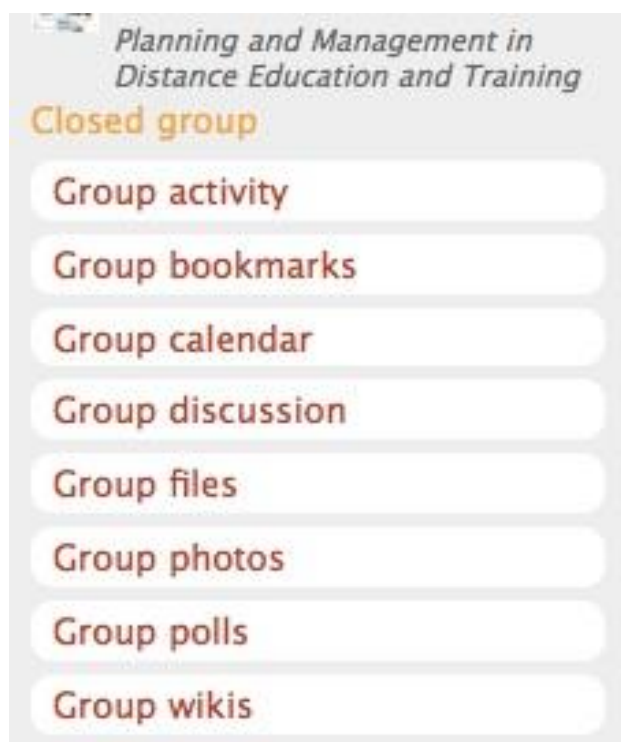 Planning and Management in
Distance Education and Training
Closed group
Group activity
Group bookmarks
Group calendar
Group discussion
Group files
Group photos
Group polls
Group wikis